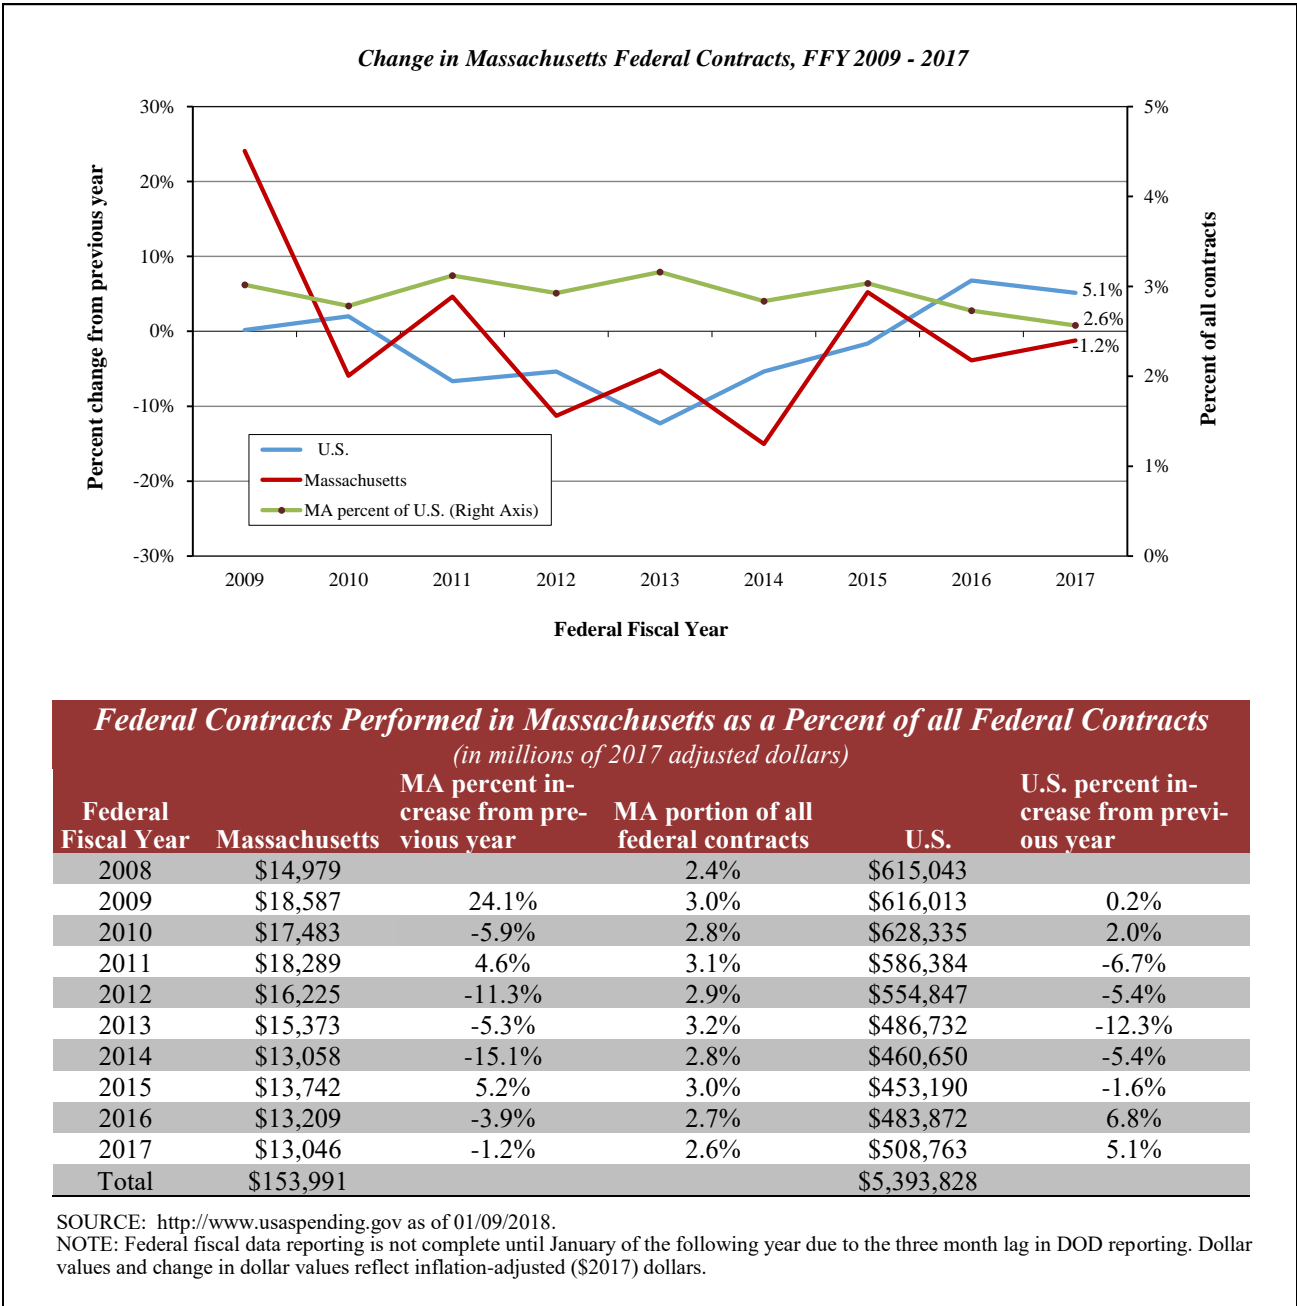 Change in Massachusetts Federal Contracts, FFY 2009 - 2017
30%
20%
10%
0%
-10%
-20%
-30%
Percent change from previous year
5%
4%
3%
2%
1%
0%
Percent of all contracts
5.1%
2.6%
-1.2%
U.S.
Massachusetts
MA percent of U.S. (Right Axis)
2009 2010 2011 2012 2013 2014 2015 2016 2017
Federal Fiscal Year
Federal Contracts Performed in Massachusetts as a Percent of all Federal Contracts
(in millions of 2017 adjusted dollars)
Federal
Fiscal Year
Massachusetts
MA percent in-
crease from pre-
vious year
MA portion of all
federal contracts
U.S.
U.S. percent in-
crease from previ-
ous year
2008 $14,979 2.4% $615,043
2009 $18,587 24.1% 3.0% $616,013 0.2%
2010 $17,483 -5.9% 2.8% $628,335 2.0%
2011 $18,289 4.6% 3.1% $586,384 -6.7%
2012 $16,225 -11.3% 2.9% $554,847 -5.4%
2013 $15,373 -5.3% 3.2% $486,732 -12.3%
2014 $13,058 -15.1% 2.8% $460,650 -5.4%
2015 $13,742 5.2% 3.0% $453,190 -1.6%
2016 $13,209 -3.9% 2.7% $483,872 6.8%
2017 $13,046 -1.2% 2.6% $508,763 5.1%
Total $153,991 $5,393,828
SOURCE: http://www.usaspending.gov as of 01/09/2018.
NOTE: Federal fiscal data reporting is not complete until January of the following year due to the three month lag in DOD reporting. Dollar
values and change in dollar values reflect inflation-adjusted ($2017) dollars.